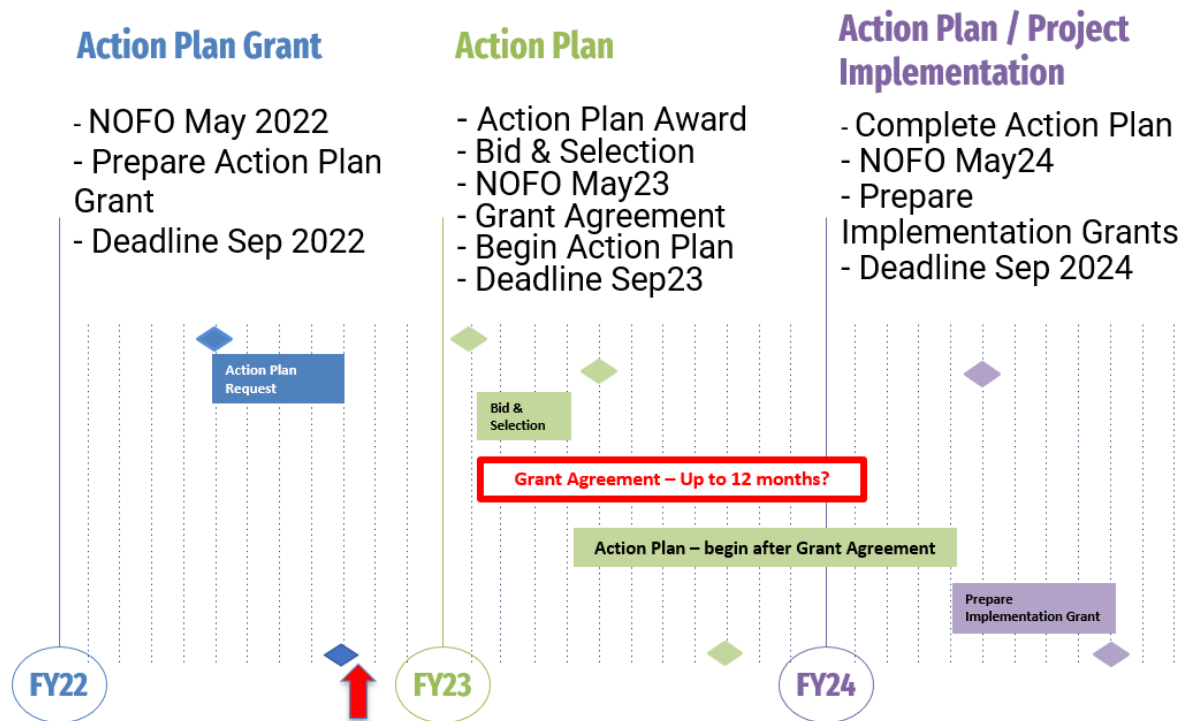 Action Plan Grant
- NOFO May 2022
- Prepare Action Plan
Grant
- Deadline Sep 2022
Action Plan
- Action Plan Award
- Bid & Selection
- NOFO May23
- Grant Agreement
- Begin Action Plan
- Deadline Sep23
Action Plan / Project
Implementation
- Complete Action Plan
- NOFO May24
- Prepare
Implementation Grants
- Deadline Sep 2024
Action Plan
Request
Bid &
Selection
Grant Agreement – Up to 12 months?
Action Plan – begin after Grant Agreement
Prepare
Implementation Grant
FY22
FY23
FY24